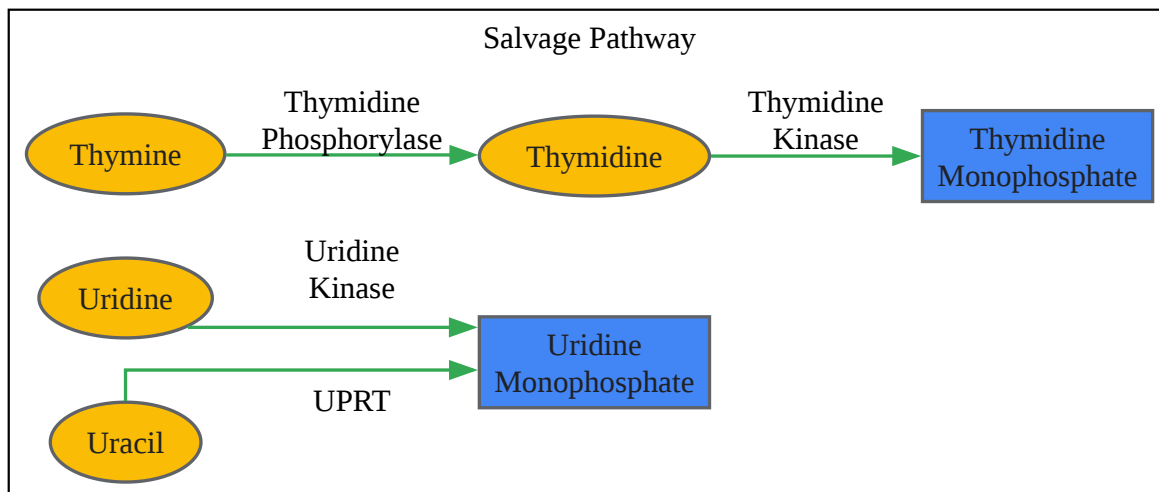 Salvage Pathway
Thymidine
Phosphorylase
Thymidine
Kinase
Thymine
Thymidine
Thymidine
Monophosphate
Uridine
Kinase
Uridine
Uridine
Monophosphate
UPRT
Uracil